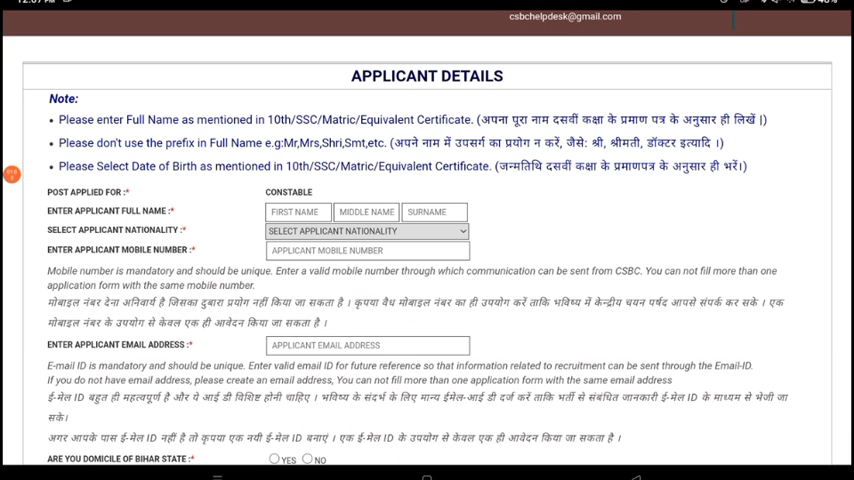 csbchelpdesk@gmail.com
APPLICANT DETAILS
Note:
• Please enter Full Name as mentioned in 10th/SSC/Matric/Equivalent Certificate. (अपना पूरा नाम दसवीं कक्षा के प्रमाण पत्र के अनुसार ही लिखें |)
• Please don't use the prefix in Full Name e.g:Mr,Mrs,Shri,Smt,etc. (अपने नाम में उपसर्ग का प्रयोग न करें, जैसे: श्री, श्रीमती, डॉक्टर इत्यादि ।)
• Please Select Date of Birth as mentioned in 10th/SSC/Matric/Equivalent Certificate. (जन्मतिथि दसवीं कक्षा के प्रमाणपत्र के अनुसार ही भरें।)
POST APPLIED FOR :* CONSTABLE
ENTER APPLICANT FULL NAME :* FIRST NAME MIDDLE NAME SURNAME
SELECT APPLICANT NATIONALITY :* SELECT APPLICANT NATIONALITY
ENTER APPLICANT MOBILE NUMBER :* APPLICANT MOBILE NUMBER
Mobile number is mandatory and should be unique. Enter a valid mobile number through which communication can be sent from CSBC. You can not fill more than one
application form with the same mobile number.
मोबाइल नंबर देना अनिवार्य है जिसका दुबारा प्रयोग नहीं किया जा सकता है । कृपया वैध मोबाइल नंबर का ही उपयोग करें ताकि भविष्य में केन्द्रीय चयन पर्षद आपसे संपर्क कर सके । एक
मोबाइल नंबर के उपयोग से केवल एक ही आवेदन किया जा सकता है ।
ENTER APPLICANT EMAIL ADDRESS :* APPLICANT EMAIL ADDRESS
E-mail ID is mandatory and should be unique. Enter valid email ID for future reference so that information related to recruitment can be sent through the Email-ID.
If you do not have email address, please create an email address, You can not fill more than one application form with the same email address
ई-मेल ID बहुत ही महत्वपूर्ण है और ये आई डी विशिष्ट होनी चाहिए । भविष्य के संदर्भ के लिए मान्य ईमेल-आई डी दर्ज करें ताकि भर्ती से संबंधित जानकारी ई-मेल ID के माध्यम से भेजी जा
सके।
अगर आपके पास ई-मेल ID नहीं है तो कृपया एक नयी ई-मेल ID बनाएं । एक ई-मेल ID के उपयोग से केवल एक ही आवेदन किया जा सकता है ।
ARE YOU DOMICILE OF BIHAR STATE :* YES NO